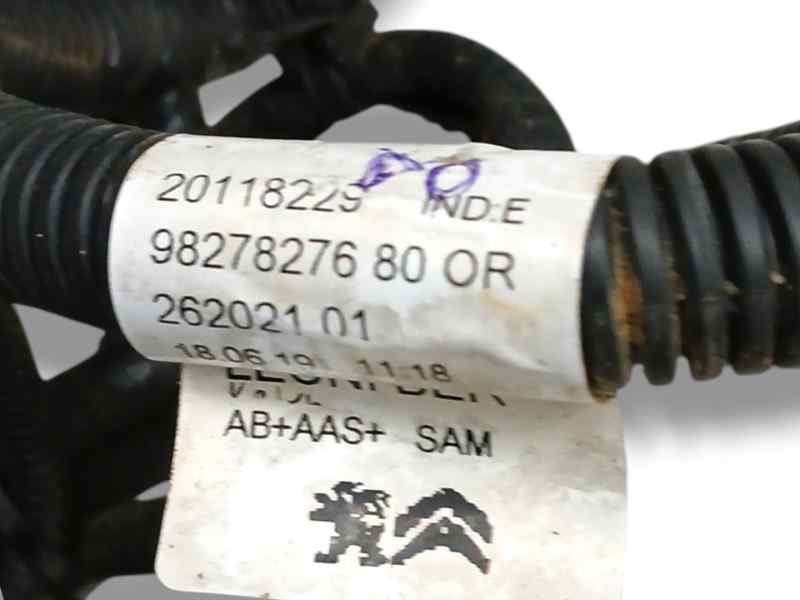 20118229 IND:E
98278276 80 OR
262021 01
18.06.19 11:18
AB+AAS+ SAM